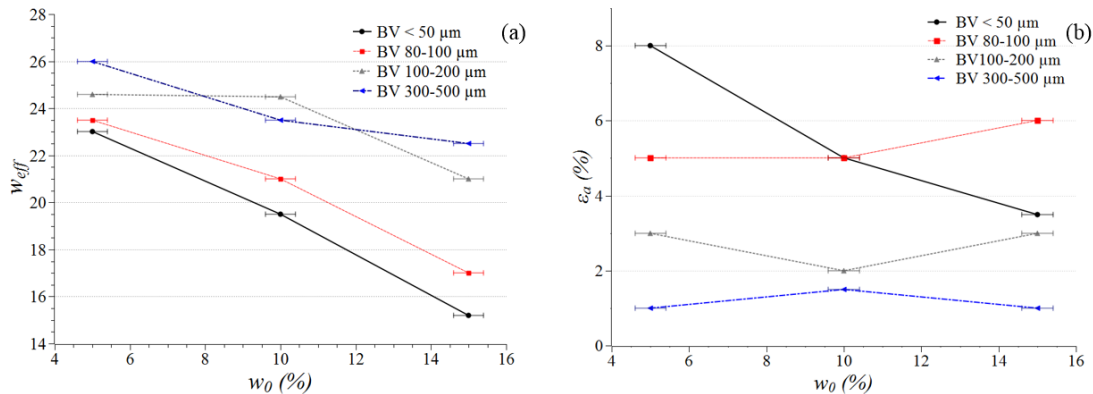 28
26
24
22
20
18
16
14
w_eff
4
6
8
10
12
14
16
w_0 (%)
BV < 50 µm
BV 80-100 µm
BV 100-200 µm
BV 300-500 µm
(a)
8
6
4
2
0
ε_a (%)
4
6
8
10
12
14
16
w_0 (%)
BV < 50 µm
BV 80-100 µm
BV100-200 µm
BV 300-500 µm
(b)